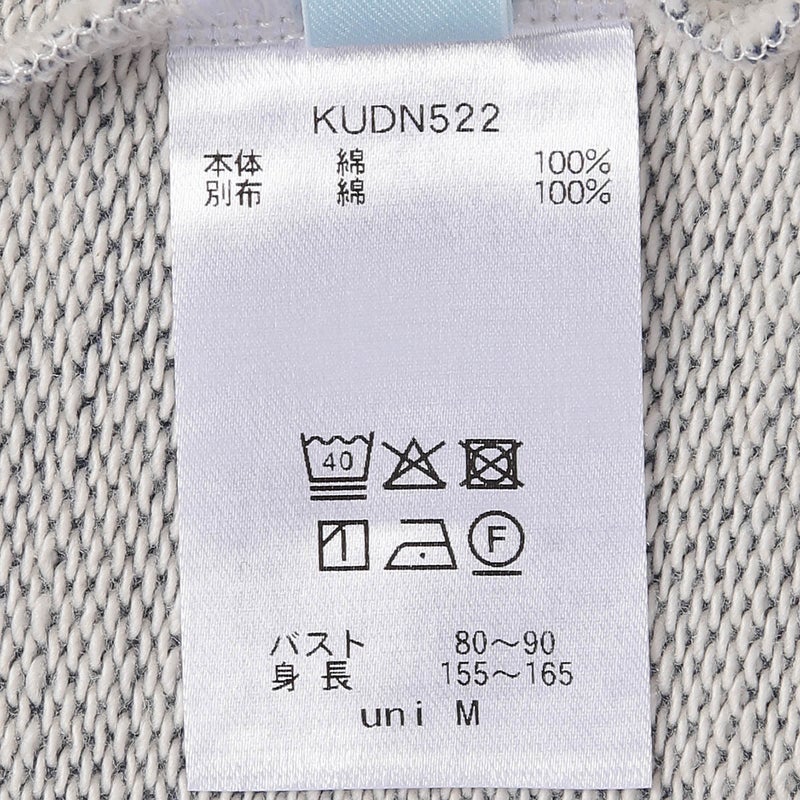 KUDN522
本体 綿 100%
別布 綿 100%
40
F
バスト 80〜90
身長 155〜165
uni M